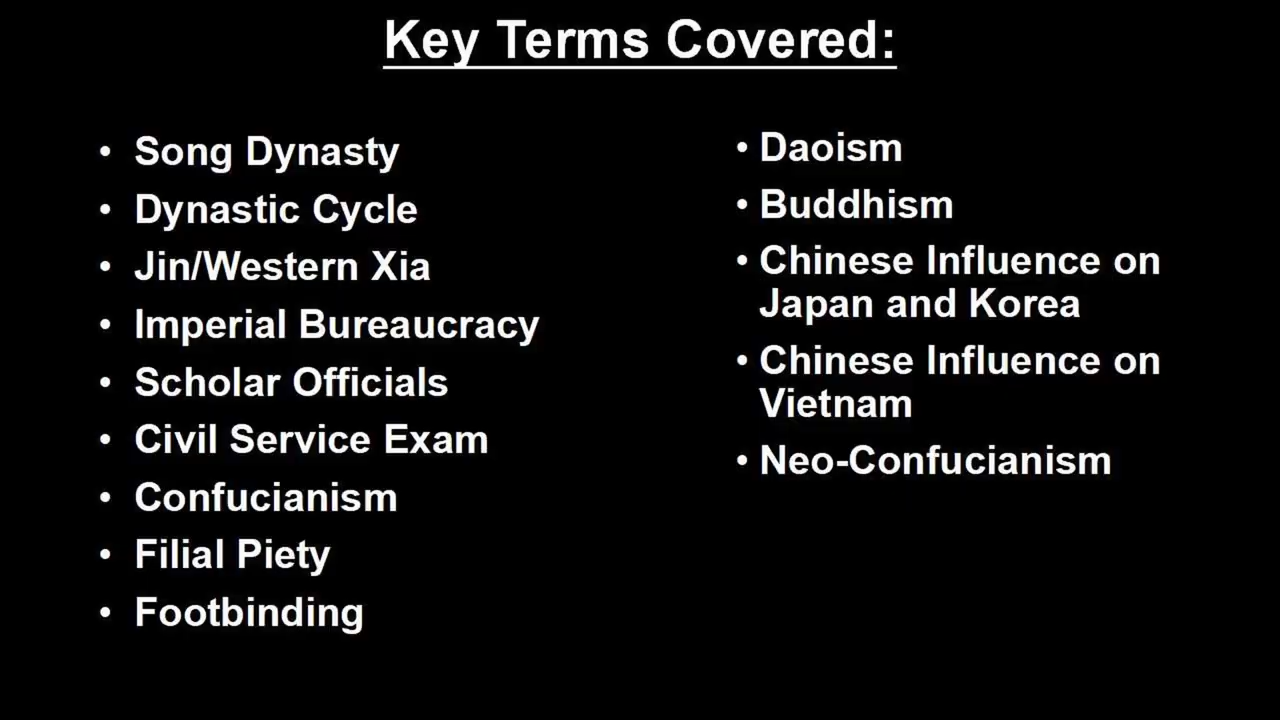 Key Terms Covered:
• Song Dynasty
• Dynastic Cycle
• Jin/Western Xia
• Imperial Bureaucracy
• Scholar Officials
• Civil Service Exam
• Confucianism
• Filial Piety
• Footbinding
• Daoism
• Buddhism
• Chinese Influence on
Japan and Korea
• Chinese Influence on
Vietnam
• Neo-Confucianism